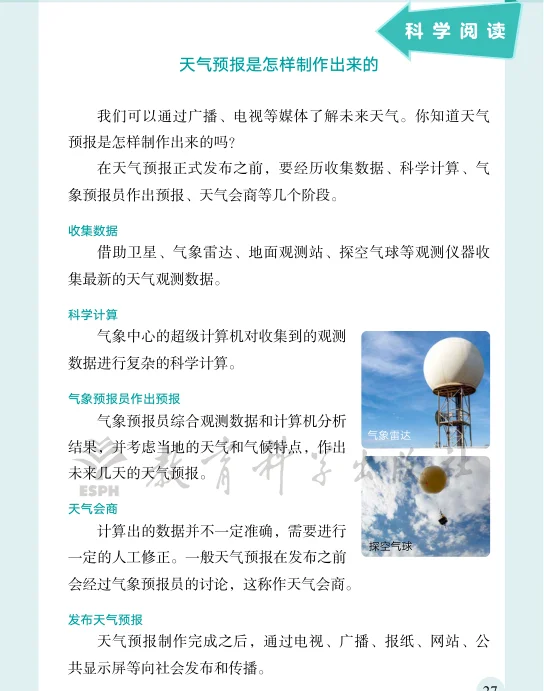 科学阅读
天气预报是怎样制作出来的
我们可以通过广播、电视等媒体了解未来天气。你知道天气
预报是怎样制作出来的吗?
在天气预报正式发布之前,要经历收集数据、科学计算、气
象预报员作出预报、天气会商等几个阶段。
收集数据
借助卫星、气象雷达、地面观测站、探空气球等观测仪器收
集最新的天气观测数据。
科学计算
气象中心的超级计算机对收集到的观测
数据进行复杂的科学计算。
气象预报员作出预报
气象预报员综合观测数据和计算机分析
结果,并考虑当地的天气和气候特点,作出
未来几天的天气预报。
气象雷达
ESPH 教育科学出版社
天气会商
计算出的数据并不一定准确,需要进行
一定的人工修正。一般天气预报在发布之前
会经过气象预报员的讨论,这称作天气会商。
探空气球
发布天气预报
天气预报制作完成之后,通过电视、广播、报纸、网站、公
共显示屏等向社会发布和传播。
37